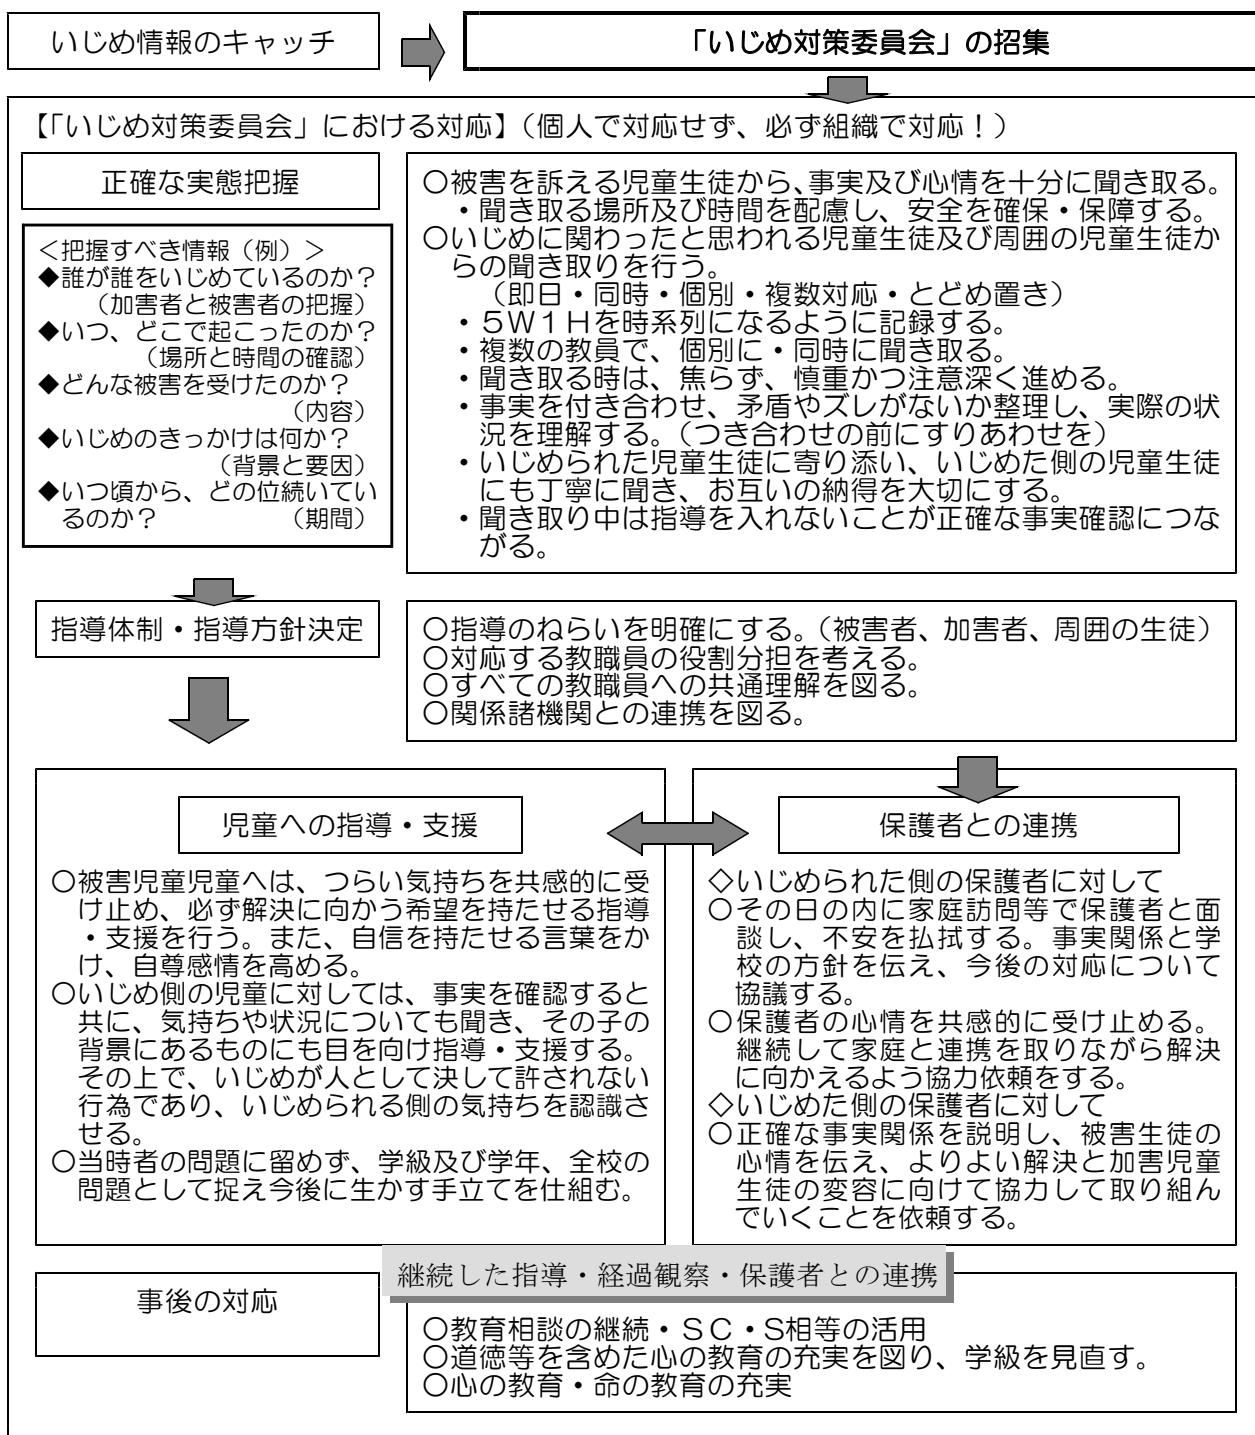 いじめ情報のキャッチ
「いじめ対策委員会」の招集
【「いじめ対策委員会」における対応】（個人で対応せず、必ず組織で対応！）
正確な実態把握
＜把握すべき情報（例）＞
◆誰が誰をいじめているのか？
（加害者と被害者の把握）
◆いつ、どこで起こったのか？
（場所と時間の確認）
◆どんな被害を受けたのか？
（内容）
◆いじめのきっかけは何か？
（背景と要因）
◆いつ頃から、どの位続いてい
るのか？　（期間）
〇被害を訴える児童生徒から、事実及び心情を十分に聞き取る。
・聞き取る場所及び時間を配慮し、安全を確保・保障する。
〇いじめに関わったと思われる児童生徒及び周囲の児童生徒か
らの聞き取りを行う。
（即日・同時・個別・複数対応・とどめ置き）
・５Ｗ１Ｈを時系列になるように記録する。
・複数の教員で、個別に・同時に聞き取る。
・聞き取る時は、焦らず、慎重かつ注意深く進める。
・事実を付き合わせ、矛盾やズレがないか整理し、実際の状
況を理解する。（つき合わせの前にすりあわせを）
・いじめられた児童生徒に寄り添い、いじめた側の児童生徒
にも丁寧に聞き、お互いの納得を大切にする。
・聞き取り中は指導を入れないことが正確な事実確認につな
がる。
指導体制・指導方針決定
〇指導のねらいを明確にする。（被害者、加害者、周囲の生徒）
〇対応する教職員の役割分担を考える。
〇すべての教職員への共通理解を図る。
〇関係諸機関との連携を図る。
児童への指導・支援
〇被害児童児童へは、つらい気持ちを共感的に受
け止め、必ず解決に向かう希望を持たせる指導
・支援を行う。また、自信を持たせる言葉をか
け、自尊感情を高める。
〇いじめ側の児童に対しては、事実を確認すると
共に、気持ちや状況についても聞き、その子の
背景にあるものにも目を向け指導・支援する。
その上で、いじめが人として決して許されない
行為であり、いじめられる側の気持ちを認識さ
せる。
〇当時者の問題に留めず、学級及び学年、全校の
問題として捉え今後に生かす手立てを仕組む。
保護者との連携
◇いじめられた側の保護者に対して
〇その日の内に家庭訪問等で保護者と面
談し、不安を払拭する。事実関係と学
校の方針を伝え、今後の対応について
協議する。
〇保護者の心情を共感的に受け止める。
継続して家庭と連携を取りながら解決
に向かえるよう協力依頼をする。
◇いじめた側の保護者に対して
〇正確な事実関係を説明し、被害生徒の
心情を伝え、よりよい解決と加害児童
生徒の変容に向けて協力して取り組ん
でいくことを依頼する。
継続した指導・経過観察・保護者との連携
事後の対応
〇教育相談の継続・ＳＣ・Ｓ相等の活用
〇道徳等を含めた心の教育の充実を図り、学級を見直す。
〇心の教育・命の教育の充実